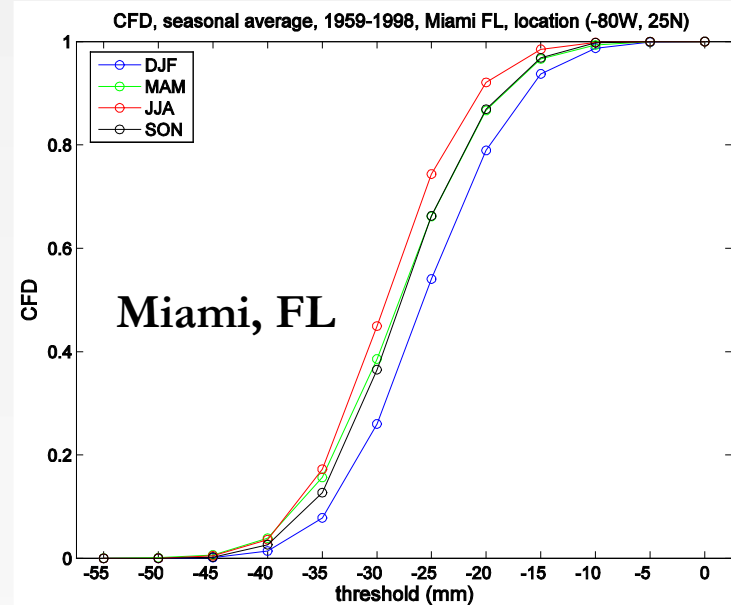 CFD, seasonal average, 1959-1998, Miami FL, location (-80W, 25N)
1
DJF
MAM
JJA
SON
0.8
0.6
CFD
Miami, FL
0.4
0.2
0
-55 -50 -45 -40 -35 -30 -25 -20 -15 -10 -5 0
threshold (mm)